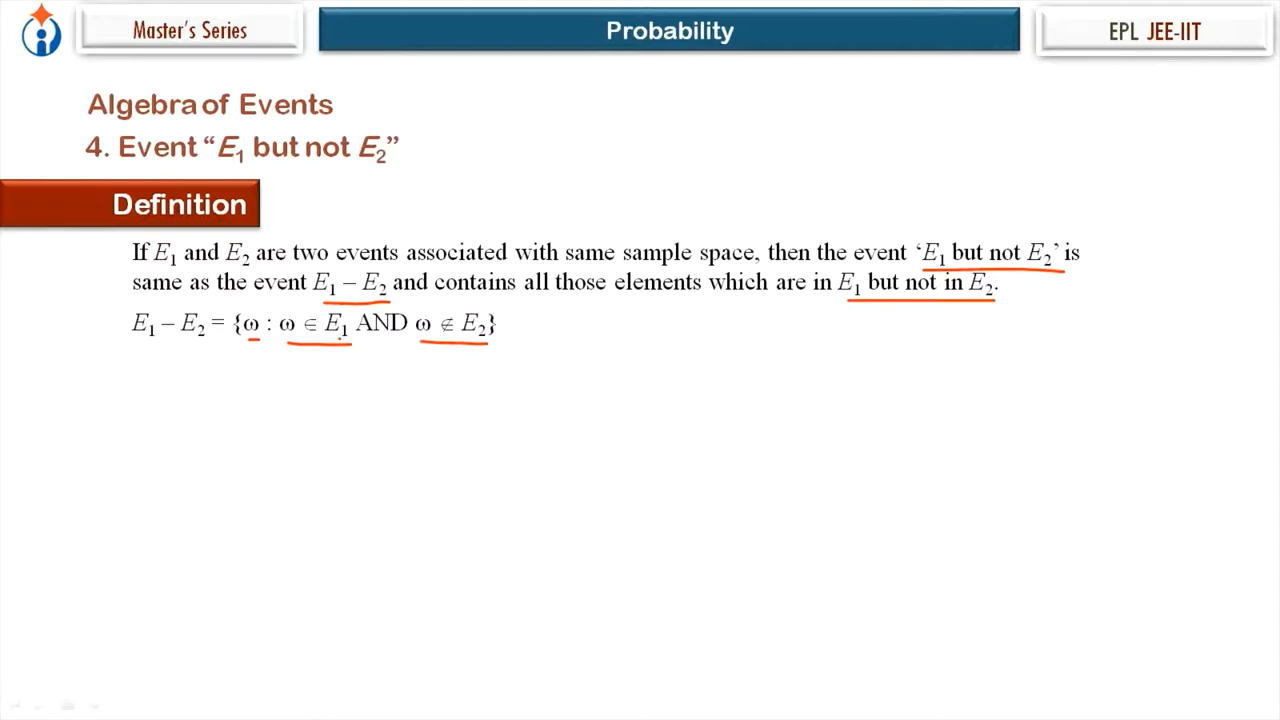 Master's Series
Probability
EPL JEE-IIT
Algebra of Events
4. Event “E₁ but not E₂”
Definition
If E₁ and E₂ are two events associated with same sample space, then the event ‘E₁ but not E₂’ is
same as the event E₁ – E₂ and contains all those elements which are in E₁ but not in E₂.
E₁ – E₂ = {ω : ω ∈ E₁ AND ω ∉ E₂}